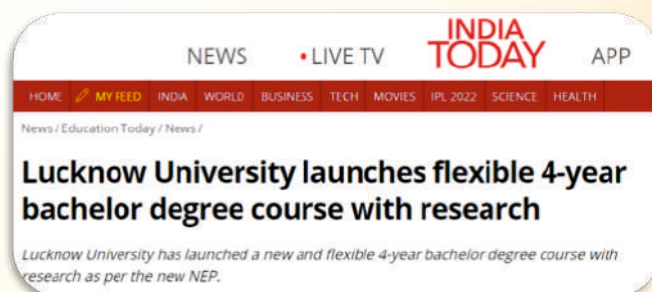 NEWS • LIVE TV INDIA TODAY APP
HOME MY FEED INDIA WORLD BUSINESS TECH MOVIES IPL 2022 SCIENCE HEALTH
News / Education Today / News /
Lucknow University launches flexible 4-year
bachelor degree course with research
Lucknow University has launched a new and flexible 4-year bachelor degree course with
research as per the new NEP.